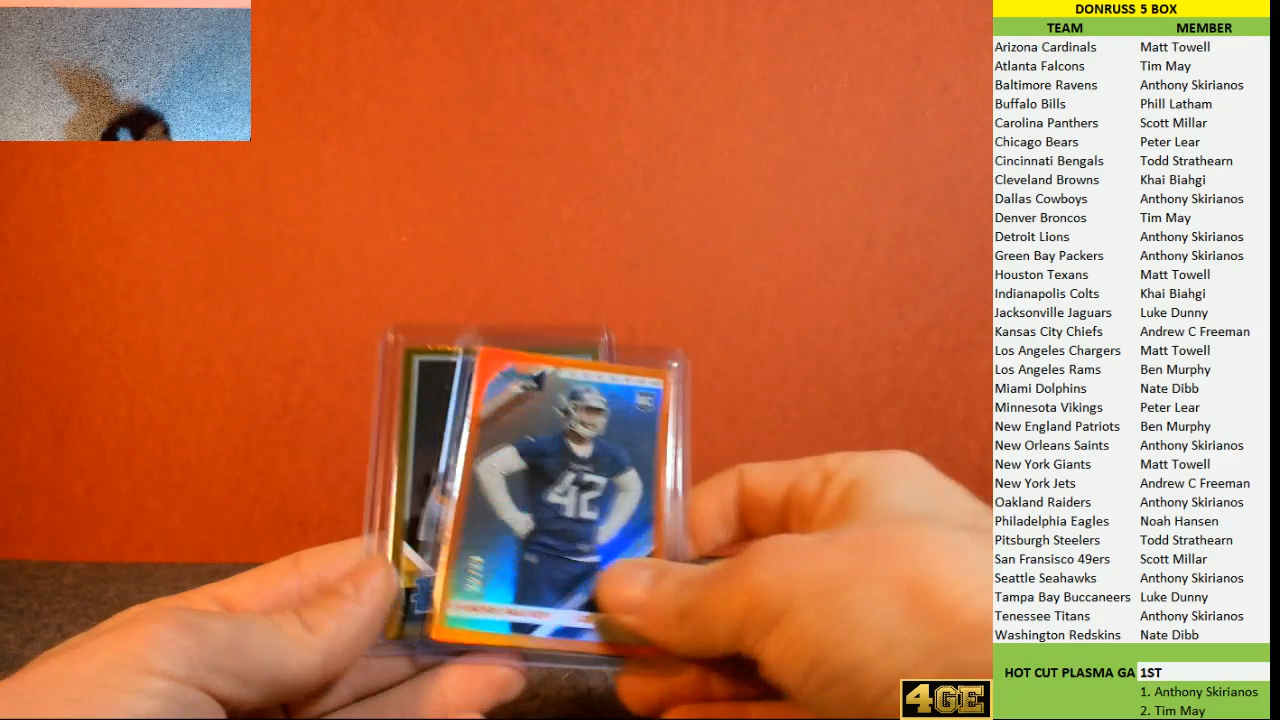 DONRUSS 5 BOX
TEAM MEMBER
Arizona Cardinals Matt Towell
Atlanta Falcons Tim May
Baltimore Ravens Anthony Skirianos
Buffalo Bills Phill Latham
Carolina Panthers Scott Millar
Chicago Bears Peter Lear
Cincinnati Bengals Todd Strathearn
Cleveland Browns Khai Biahgi
Dallas Cowboys Anthony Skirianos
Denver Broncos Tim May
Detroit Lions Anthony Skirianos
Green Bay Packers Anthony Skirianos
Houston Texans Matt Towell
Indianapolis Colts Khai Biahgi
Jacksonville Jaguars Luke Dunny
Kansas City Chiefs Andrew C Freeman
Los Angeles Chargers Matt Towell
Los Angeles Rams Ben Murphy
Miami Dolphins Nate Dibb
Minnesota Vikings Peter Lear
New England Patriots Ben Murphy
New Orleans Saints Anthony Skirianos
New York Giants Matt Towell
New York Jets Andrew C Freeman
Oakland Raiders Anthony Skirianos
Philadelphia Eagles Noah Hansen
Pitsburgh Steelers Todd Strathearn
San Fransisco 49ers Scott Millar
Seattle Seahawks Anthony Skirianos
Tampa Bay Buccaneers Luke Dunny
Tenessee Titans Anthony Skirianos
Washington Redskins Nate Dibb
HOT CUT PLASMA GA 1ST
1. Anthony Skirianos
2. Tim May
4GE
42